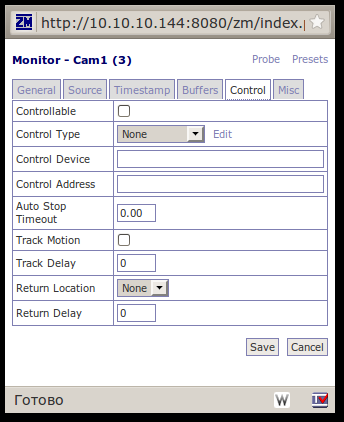 ZM http://10.10.10.144:8080/zm/index.
Monitor - Cam1 (3) Probe Presets
General Source Timestamp Buffers Control Misc
Controllable
Control Type None Edit
Control Device
Control Address
Auto Stop
Timeout 0.00
Track Motion
Track Delay 0
Return Location None
Return Delay 0
Save Cancel
Готово W